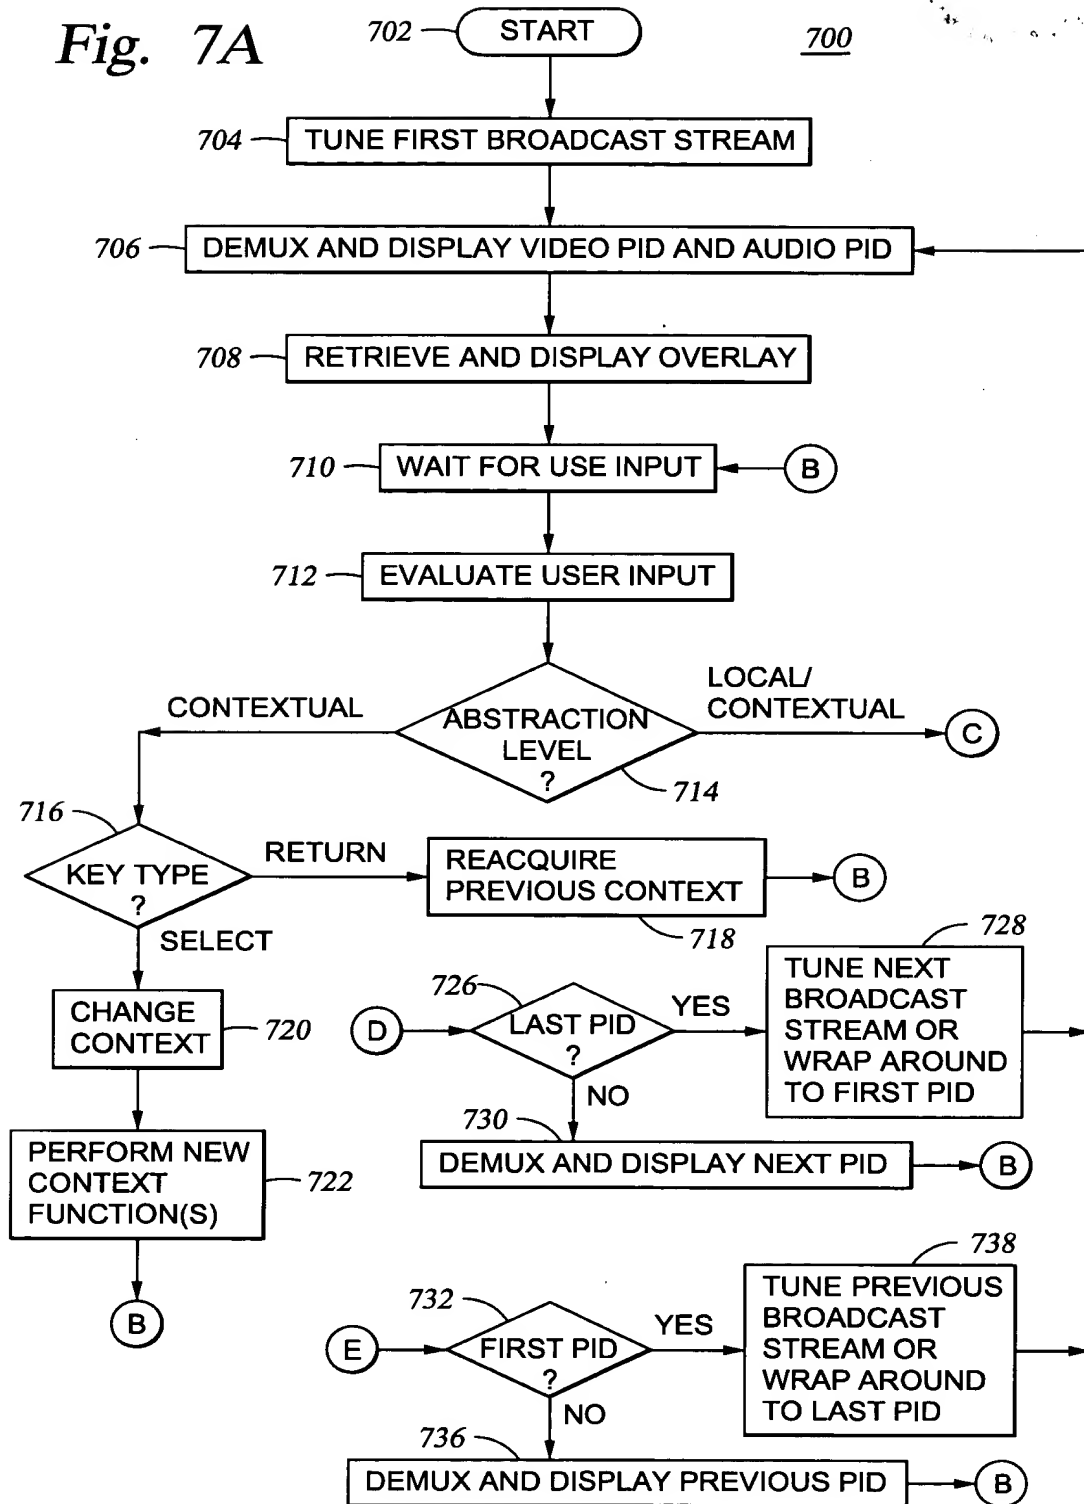 Fig. 7A
702
START
700
704
TUNE FIRST BROADCAST STREAM
706
DEMUX AND DISPLAY VIDEO PID AND AUDIO PID
708
RETRIEVE AND DISPLAY OVERLAY
710
WAIT FOR USE INPUT
B
712
EVALUATE USER INPUT
CONTEXTUAL
ABSTRACTION
LEVEL
?
714
LOCAL/
CONTEXTUAL
C
716
KEY TYPE
?
RETURN
REACQUIRE
PREVIOUS CONTEXT
718
B
SELECT
CHANGE
CONTEXT
720
PERFORM NEW
CONTEXT
FUNCTION(S)
722
B
D
726
LAST PID
?
YES
728
TUNE NEXT
BROADCAST
STREAM OR
WRAP AROUND
TO FIRST PID
NO
730
DEMUX AND DISPLAY NEXT PID
B
E
732
FIRST PID
?
YES
738
TUNE PREVIOUS
BROADCAST
STREAM OR
WRAP AROUND
TO LAST PID
NO
736
DEMUX AND DISPLAY PREVIOUS PID
B